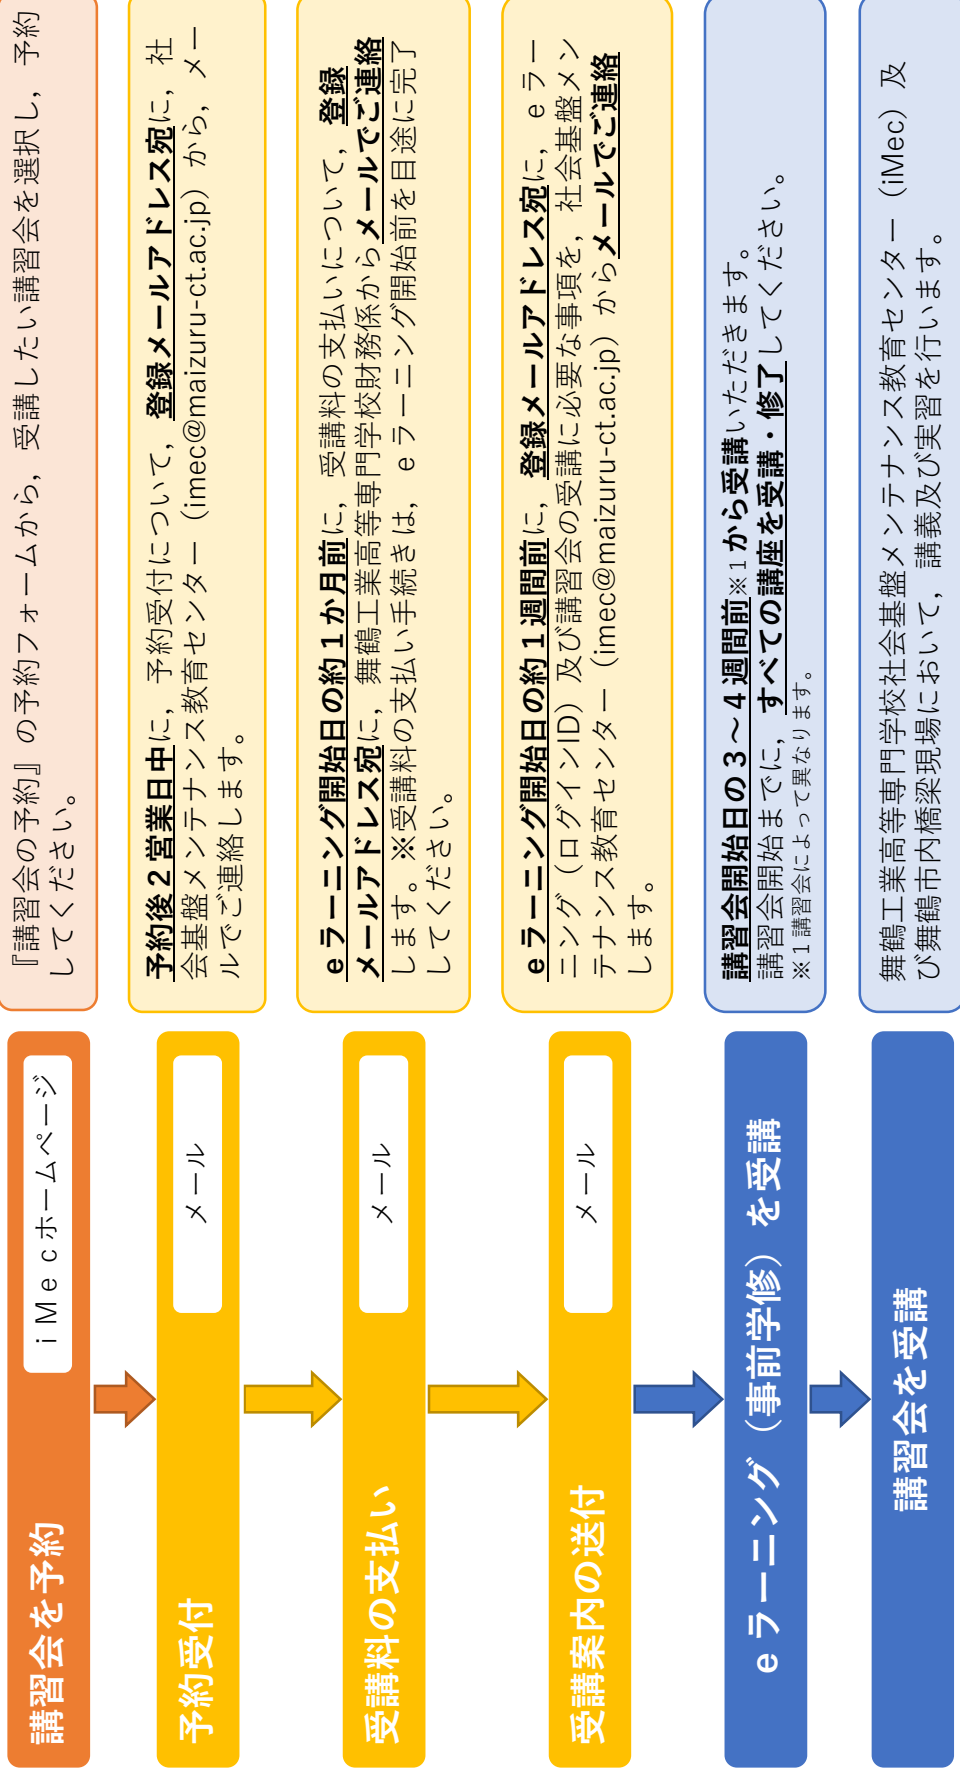 講習会を予約
iMecホームページ
『講習会の予約』の予約フォームから，受講したい講習会を選択し，予約
してください。
予約受付
メール
予約後２営業日中に，予約受付について，登録メールアドレス宛に，社
会基盤メンテナンス教育センター（imec@maizuru-ct.ac.jp）から，メー
ルでご連絡します。
受講料の支払い
メール
eラーニング開始日の約１か月前に，受講料の支払いについて，登録
メールアドレス宛に，舞鶴工業高等専門学校財務係からメールでご連絡
します。※受講料の支払い手続きは，eラーニング開始前を目途に完了
してください。
受講案内の送付
メール
eラーニング開始日の約１週間前に，登録メールアドレス宛に，eラー
ニング（ログインID）及び講習会の受講に必要な事項を，社会基盤メン
テナンス教育センター（imec@maizuru-ct.ac.jp）からメールでご連絡
します。
eラーニング（事前学修）を受講
講習会開始日の３～４週間前※1から受講いただきます。
講習会開始までに，すべての講座を受講・修了してください。
※1講習会によって異なります。
講習会を受講
舞鶴工業高等専門学校社会基盤メンテナンス教育センター（iMec）及
び舞鶴市内橋梁現場において，講義及び実習を行います。